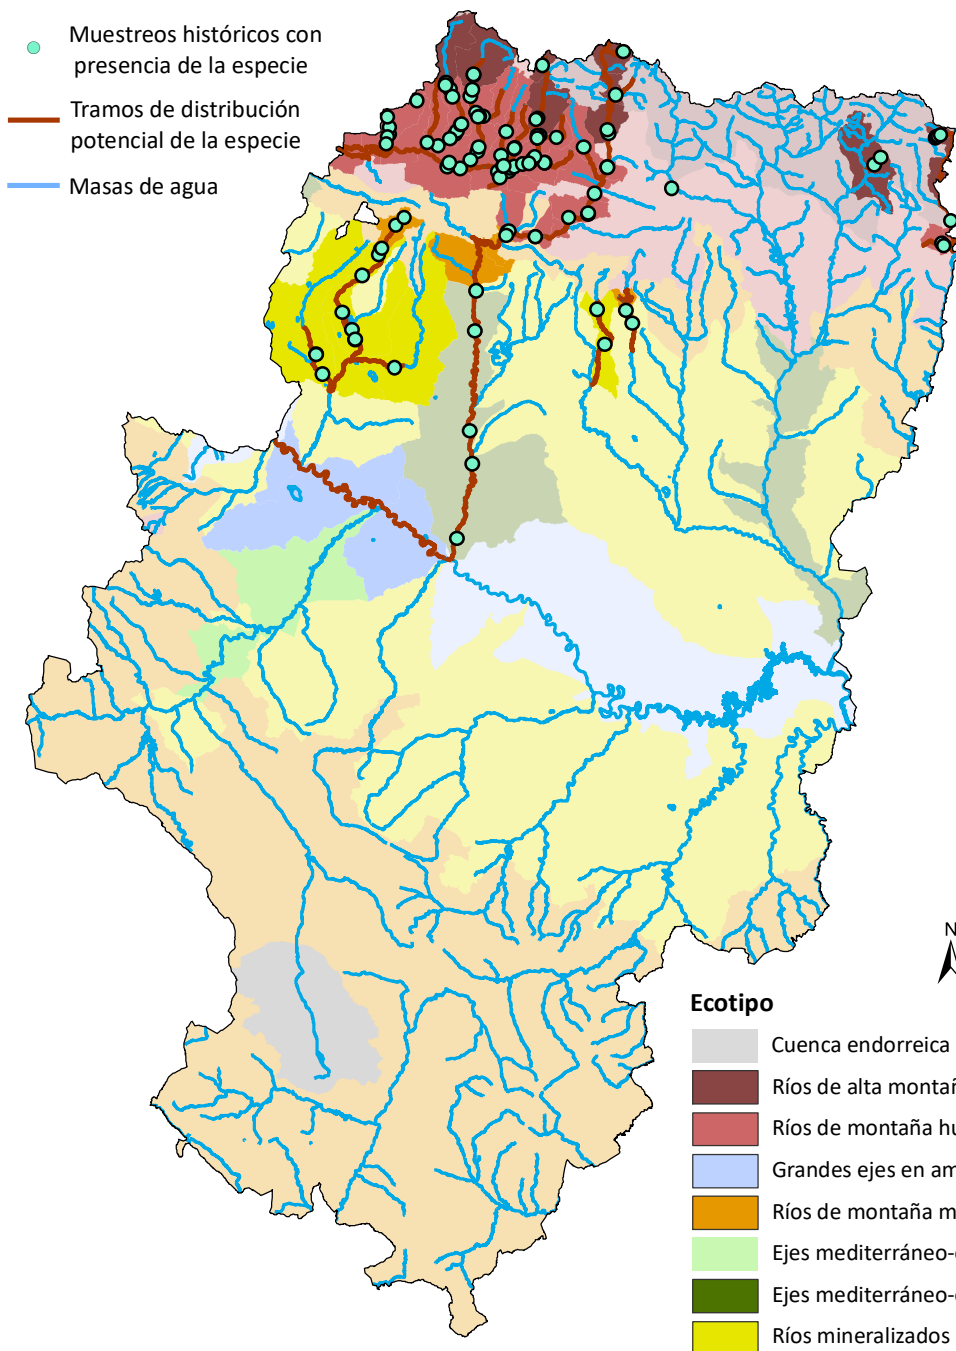 Muestreos históricos con
presencia de la especie
Tramos de distribución
potencial de la especie
Masas de agua
N
Ecotipo
Cuenca endorreica
Ríos de alta montañ
Ríos de montaña hu
Grandes ejes en am
Ríos de montaña m
Ejes mediterráneo-
Ejes mediterráneo-
Ríos mineralizados